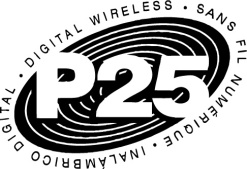 • DIGITAL WIRELESS • SANS FIL NUMÉRIQUE • INALÁMBRICO DIGITAL
P25